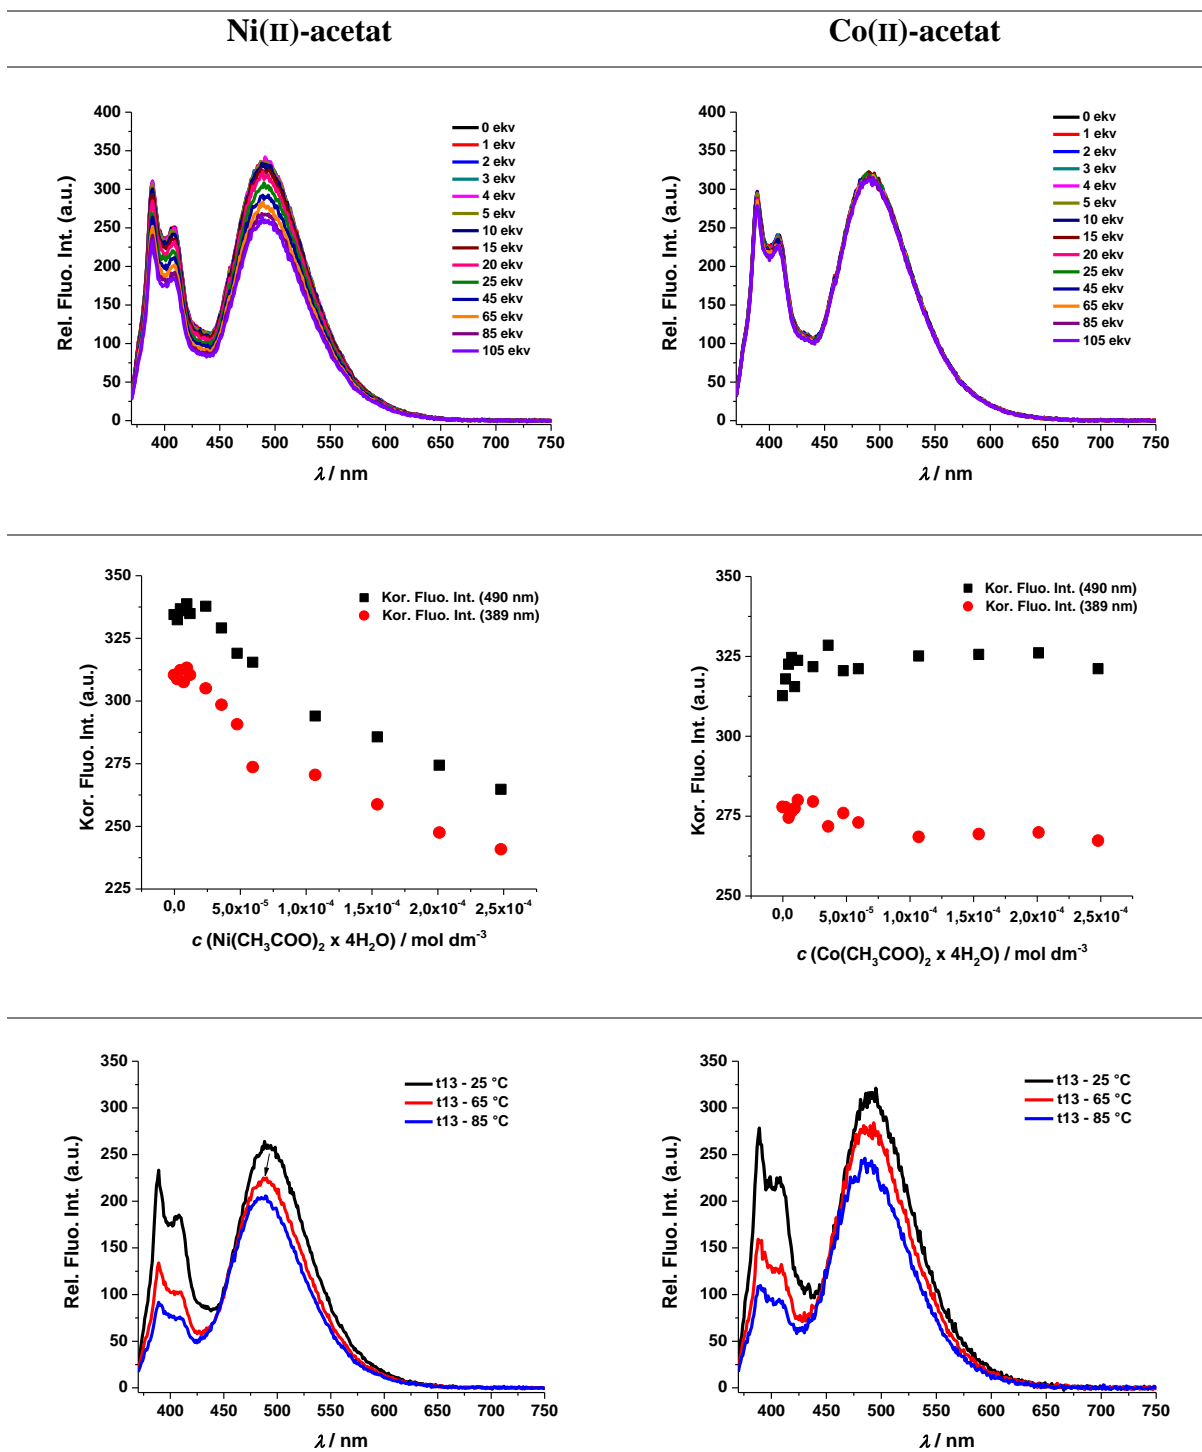 Ni(II)-acetat
Co(II)-acetat
400
350
300
250
200
150
100
50
0
Rel. Fluo. Int. (a.u.)
0 ekv
1 ekv
2 ekv
3 ekv
4 ekv
5 ekv
10 ekv
15 ekv
20 ekv
25 ekv
45 ekv
65 ekv
85 ekv
105 ekv
400 450 500 550 600 650 700 750
λ / nm
400
350
300
250
200
150
100
50
0
Rel. Fluo. Int. (a.u.)
0 ekv
1 ekv
2 ekv
3 ekv
4 ekv
5 ekv
10 ekv
15 ekv
20 ekv
25 ekv
45 ekv
65 ekv
85 ekv
105 ekv
400 450 500 550 600 650 700 750
λ / nm
350
325
300
275
250
225
Kor. Fluo. Int. (a.u.)
Kor. Fluo. Int. (490 nm)
Kor. Fluo. Int. (389 nm)
0,0 5,0x10⁻⁵ 1,0x10⁻⁴ 1,5x10⁻⁴ 2,0x10⁻⁴ 2,5x10⁻⁴
c (Ni(CH₃COO)₂ x 4H₂O) / mol dm⁻³
350
325
300
275
250
Kor. Fluo. Int. (a.u.)
Kor. Fluo. Int. (490 nm)
Kor. Fluo. Int. (389 nm)
0,0 5,0x10⁻⁵ 1,0x10⁻⁴ 1,5x10⁻⁴ 2,0x10⁻⁴ 2,5x10⁻⁴
c (Co(CH₃COO)₂ x 4H₂O) / mol dm⁻³
350
300
250
200
150
100
50
0
Rel. Fluo. Int. (a.u.)
t13 - 25 °C
t13 - 65 °C
t13 - 85 °C
400 450 500 550 600 650 700 750
λ / nm
350
300
250
200
150
100
50
0
Rel. Fluo. Int. (a.u.)
t13 - 25 °C
t13 - 65 °C
t13 - 85 °C
400 450 500 550 600 650 700 750
λ / nm